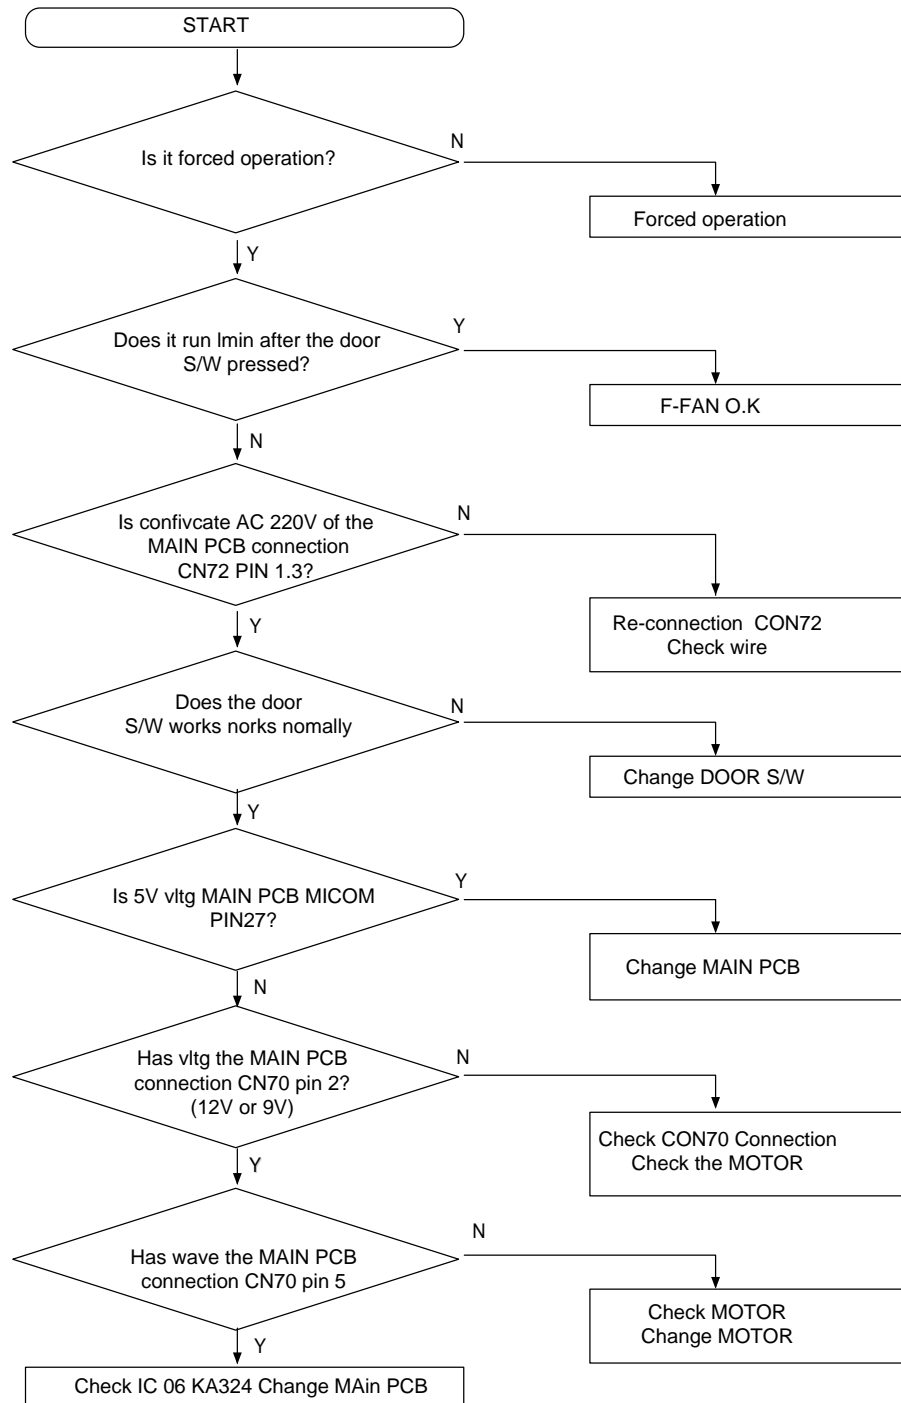 START
Is it forced operation?
N
Forced operation
Y
Does it run lmin after the door
S/W pressed?
Y
F-FAN O.K
N
Is confivcate AC 220V of the
MAIN PCB connection
CN72 PIN 1.3?
N
Re-connection CON72
Check wire
Y
Does the door
S/W works norks nomally
N
Change DOOR S/W
Y
Is 5V vltg MAIN PCB MICOM
PIN27?
Y
Change MAIN PCB
N
Has vltg the MAIN PCB
connection CN70 pin 2?
(12V or 9V)
N
Check CON70 Connection
Check the MOTOR
Y
Has wave the MAIN PCB
connection CN70 pin 5
N
Check MOTOR
Change MOTOR
Y
Check IC 06 KA324 Change MAin PCB